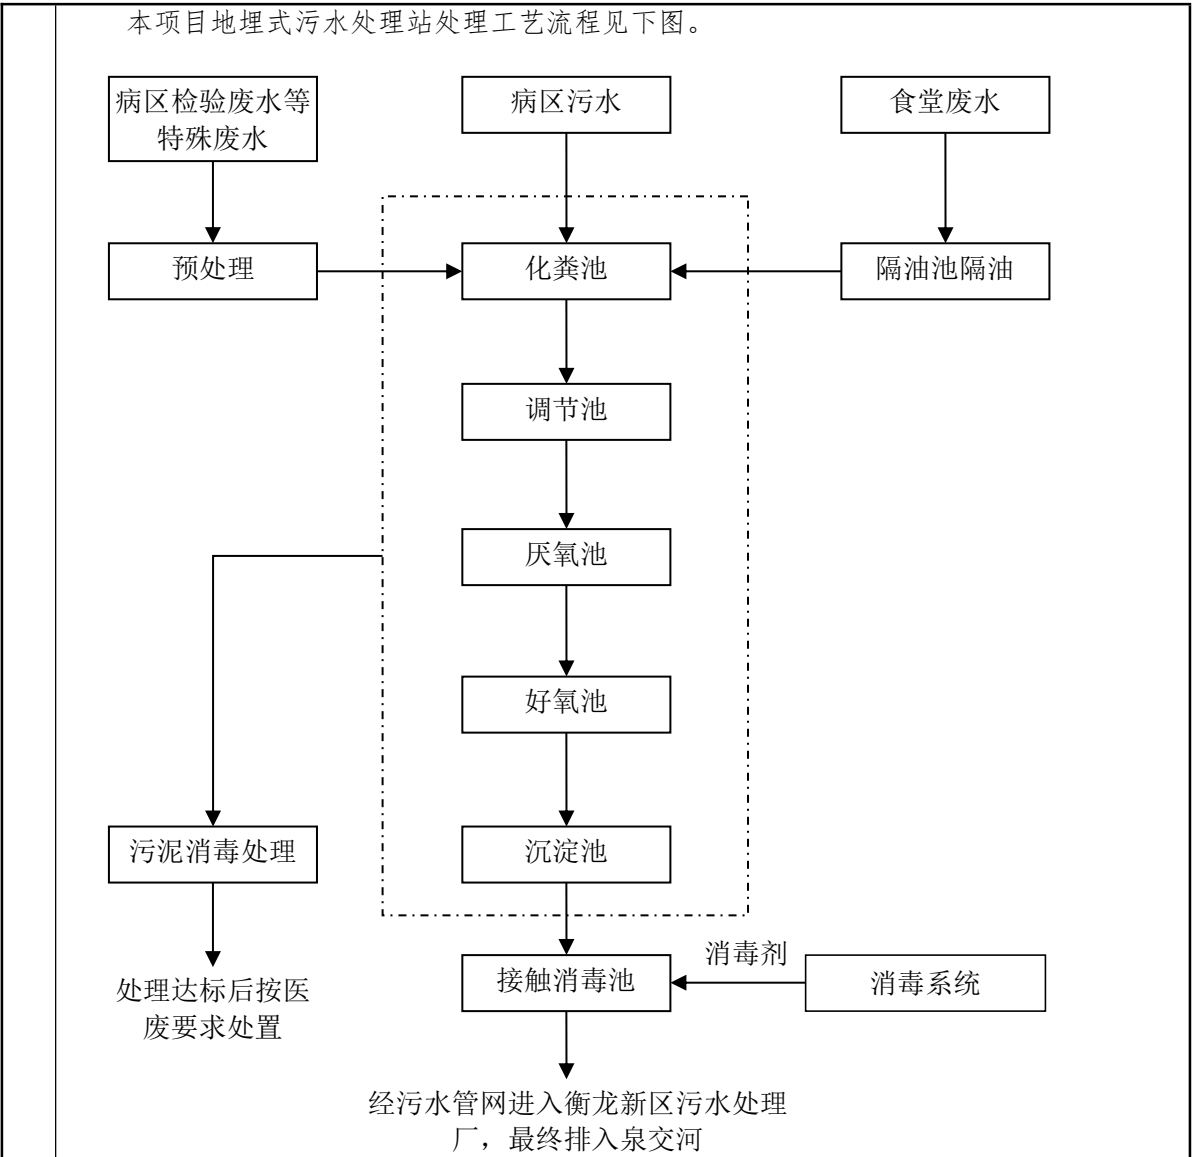 本项目地埋式污水处理站处理工艺流程见下图。
病区检验废水等
特殊废水
病区污水
食堂废水
预处理
化粪池
隔油池隔油
调节池
厌氧池
好氧池
污泥消毒处理
沉淀池
消毒剂
接触消毒池
消毒系统
处理达标后按医
废要求处置
经污水管网进入衡龙新区污水处理
厂，最终排入泉交河